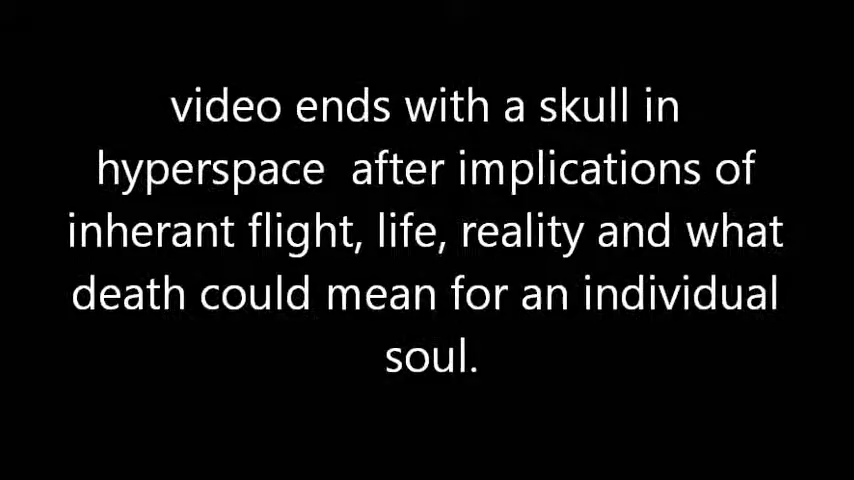 video ends with a skull in
hyperspace  after implications of
inherant flight, life, reality and what
death could mean for an individual
soul.